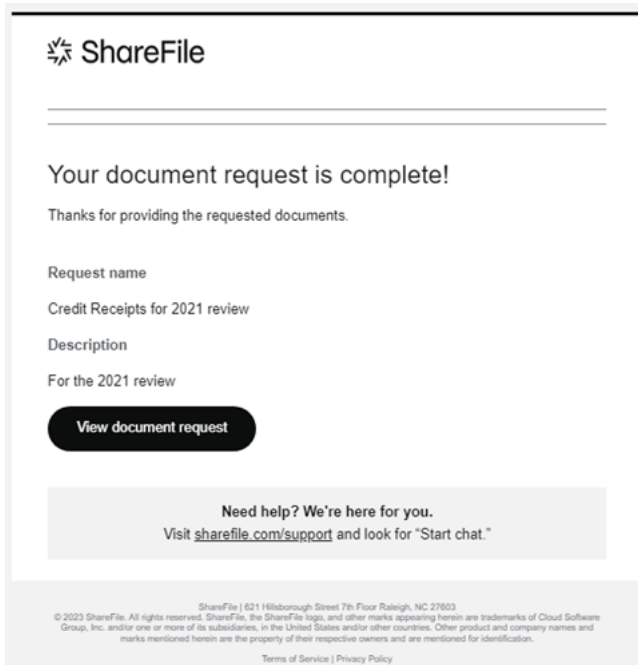 ShareFile
Your document request is complete!
Thanks for providing the requested documents.
Request name
Credit Receipts for 2021 review
Description
For the 2021 review
View document request
Need help? We're here for you.
Visit sharefile.com/support and look for “Start chat.”
ShareFile | 621 Hillsborough Street 7th Floor Raleigh, NC 27603
© 2023 ShareFile. All rights reserved. ShareFile, the ShareFile logo, and other marks appearing herein are trademarks of Cloud Software
Group, Inc. and/or one or more of its subsidiaries, in the United States and/or other countries. Other product and company names and
marks mentioned herein are the property of their respective owners and are mentioned for identification.
Terms of Service | Privacy Policy